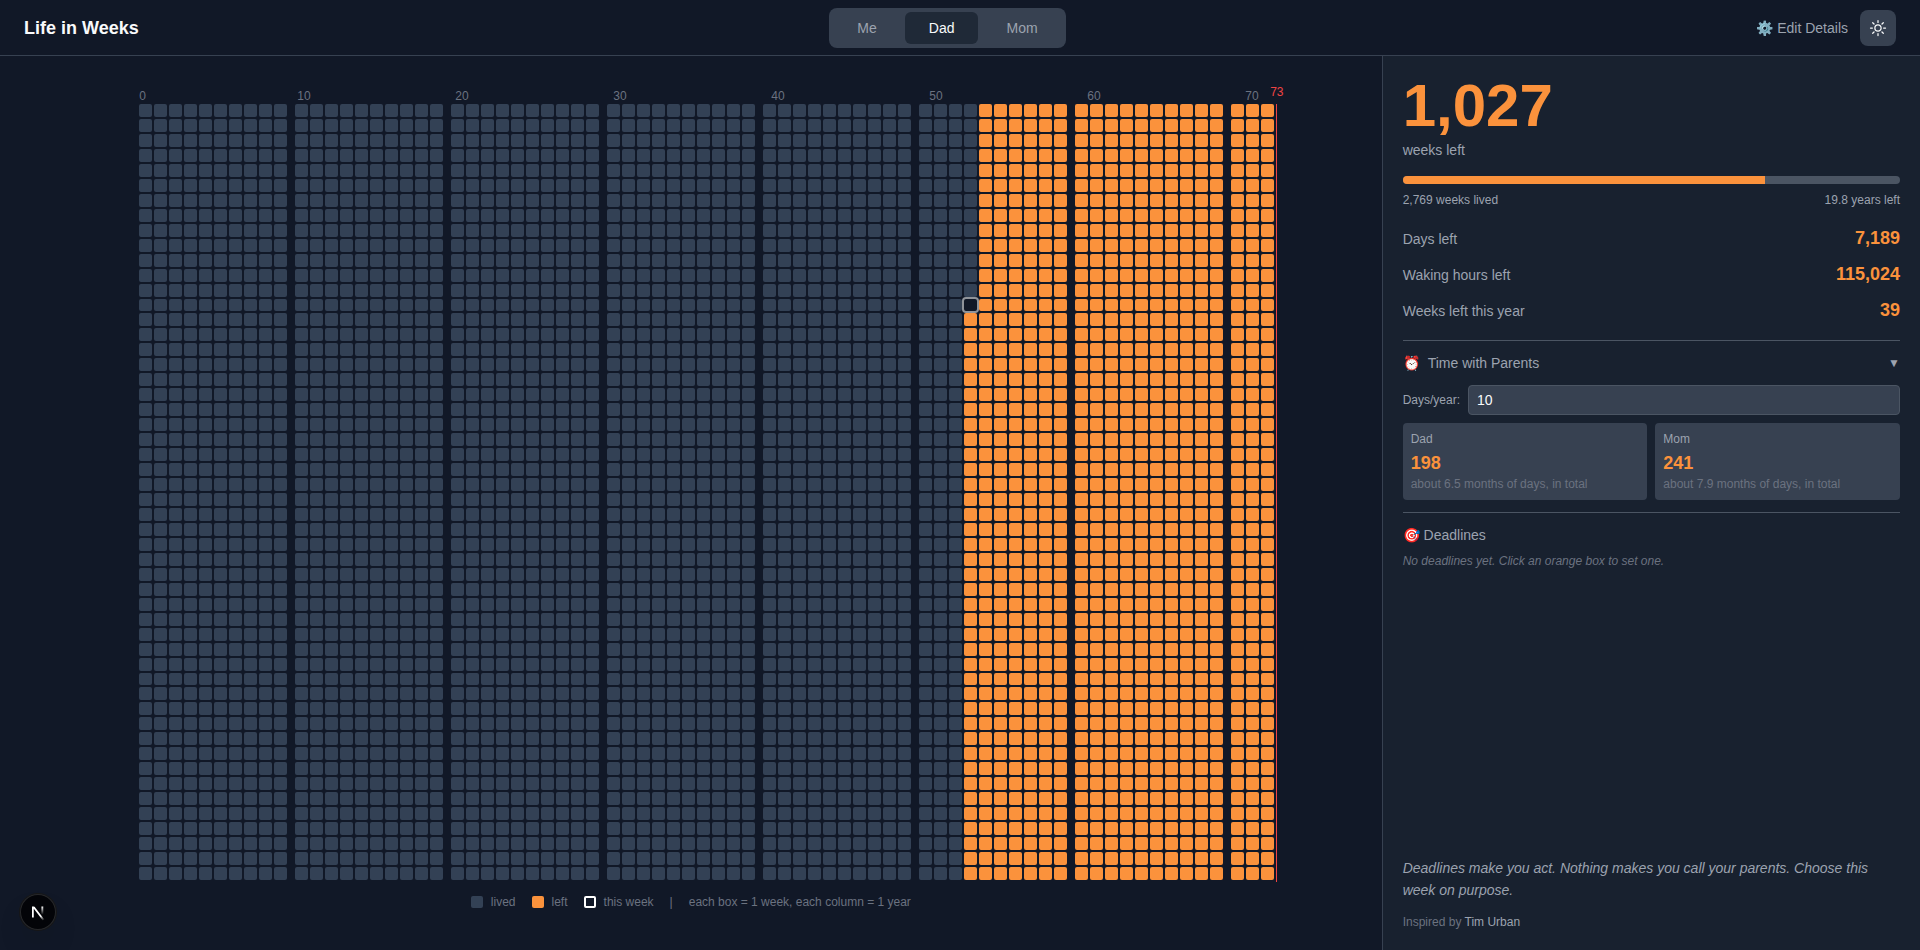 Life in Weeks
Me
Dad
Mom
⚙️ Edit Details
0
10
20
30
40
50
60
70
73
lived
left
this week
|
each box = 1 week, each column = 1 year
N
1,027
weeks left
2,769 weeks lived
19.8 years left
Days left
7,189
Waking hours left
115,024
Weeks left this year
39
⏰ Time with Parents
▼
Days/year:
10
Dad
198
about 6.5 months of days, in total
Mom
241
about 7.9 months of days, in total
🎯 Deadlines
No deadlines yet. Click an orange box to set one.
Deadlines make you act. Nothing makes you call your parents. Choose this
week on purpose.
Inspired by Tim Urban